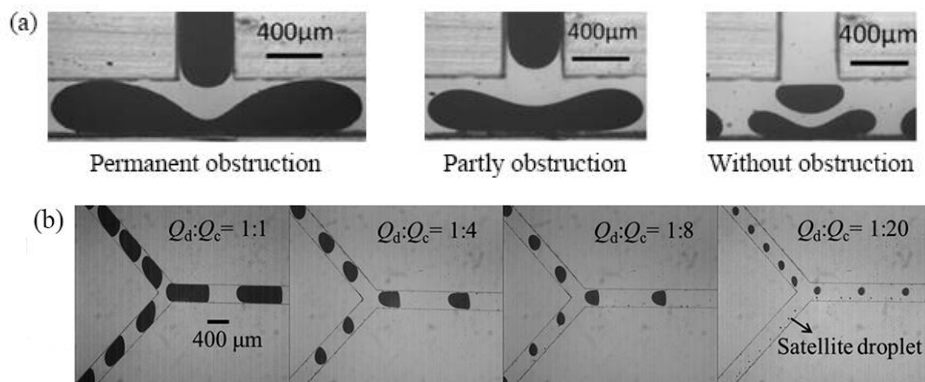 (a)
400μm
400μm
400μm
Permanent obstruction
Partly obstruction
Without obstruction
(b)
Qd:Qc= 1:1
Qd:Qc= 1:4
Qd:Qc= 1:8
Qd:Qc= 1:20
400 μm
Satellite droplet